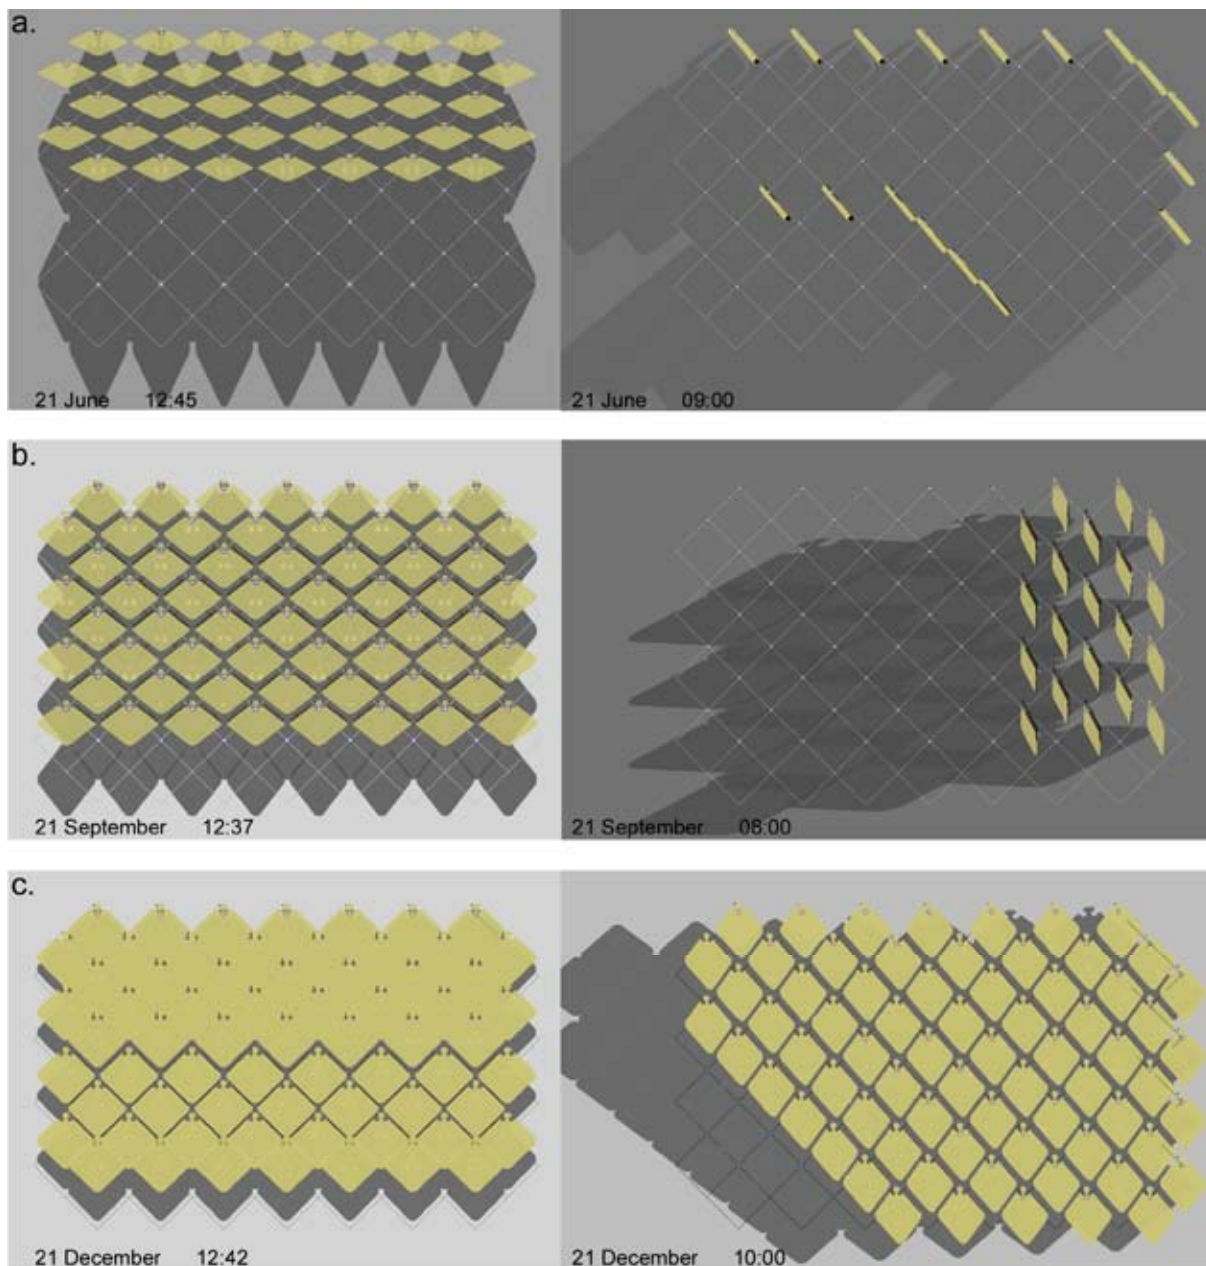 a.
21 June 12:45
21 June 09:00
b.
21 September 12:37
21 September 08:00
c.
21 December 12:42
21 December 10:00